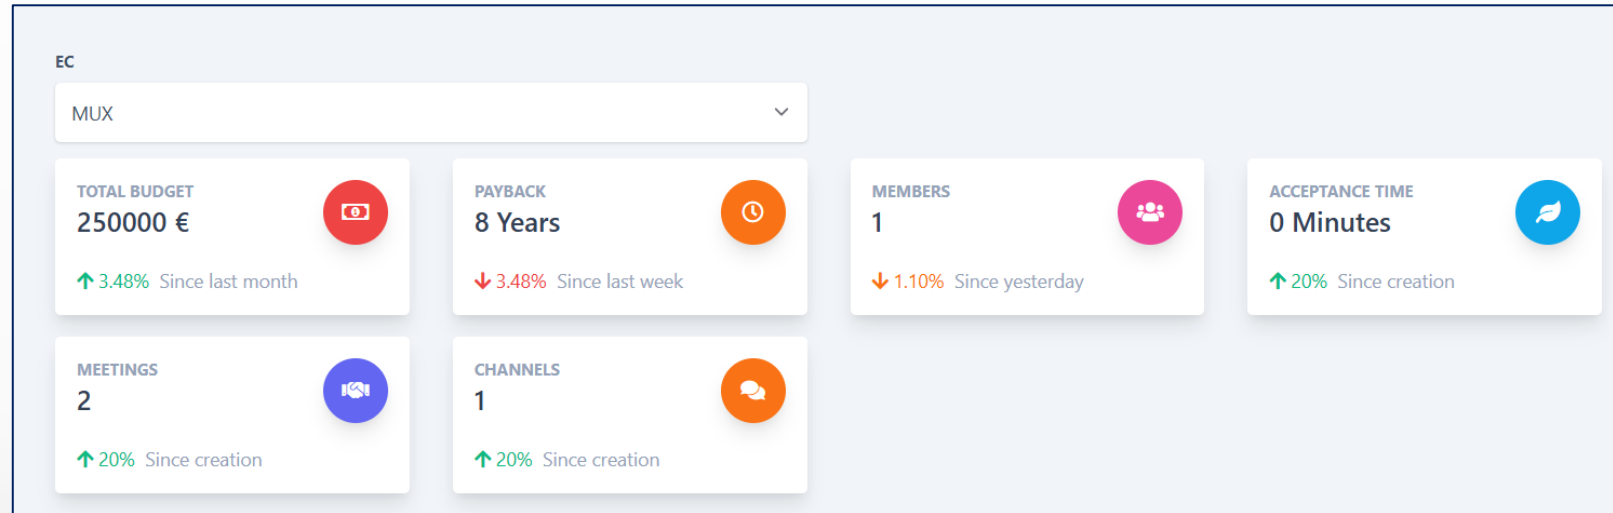 EC
MUX
TOTAL BUDGET
250000 €
3.48% Since last month
PAYBACK
8 Years
3.48% Since last week
MEMBERS
1
1.10% Since yesterday
ACCEPTANCE TIME
0 Minutes
20% Since creation
MEETINGS
2
20% Since creation
CHANNELS
1
20% Since creation